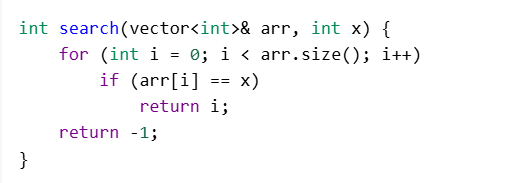 int search(vector<int>& arr, int x) {
    for (int i = 0; i < arr.size(); i++)
        if (arr[i] == x)
            return i;
    return -1;
}